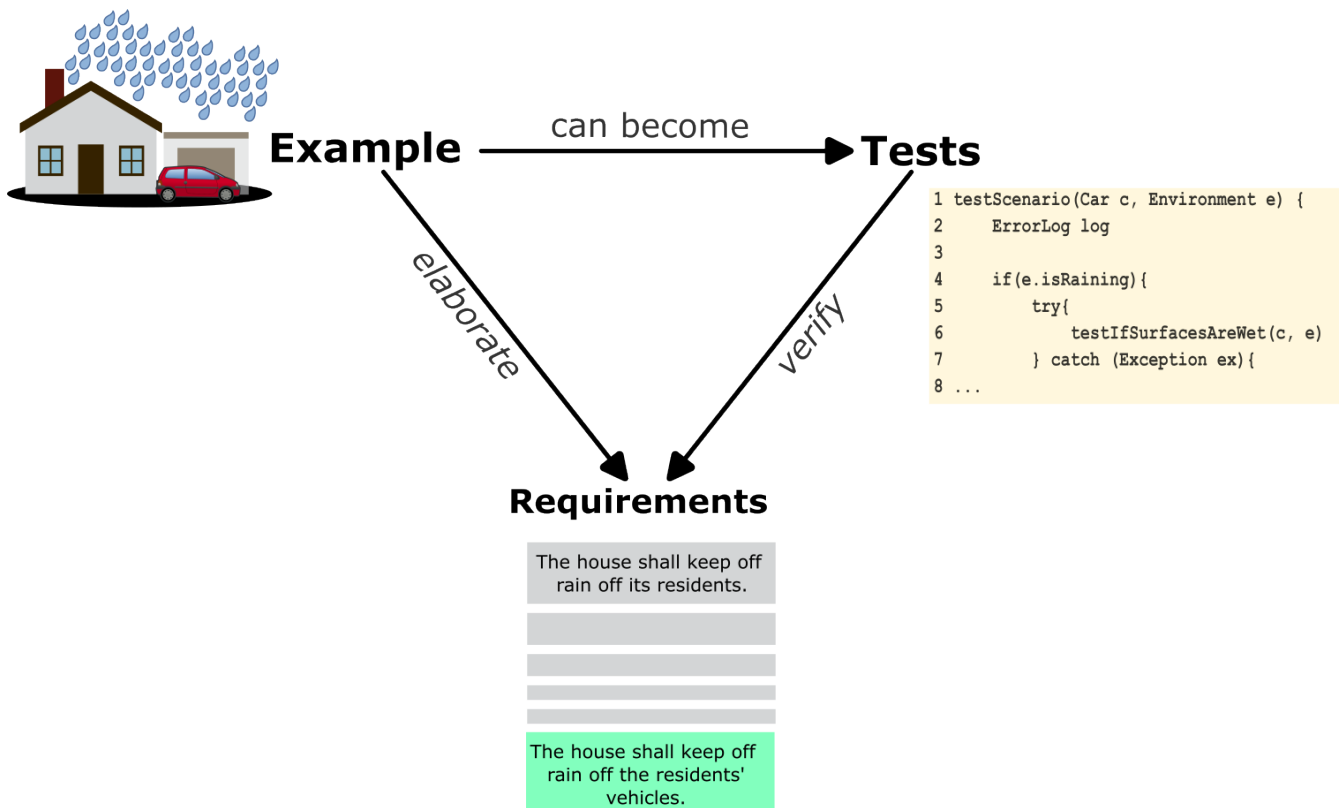 Example
can become
Tests
elaborate
verify
1 testScenario(Car c, Environment e) {
2     ErrorLog log
3
4     if(e.isRaining){
5         try{
6             testIfSurfacesAreWet(c, e)
7         } catch (Exception ex){
8 ...
Requirements
The house shall keep off
rain off its residents.
The house shall keep off
rain off the residents'
vehicles.